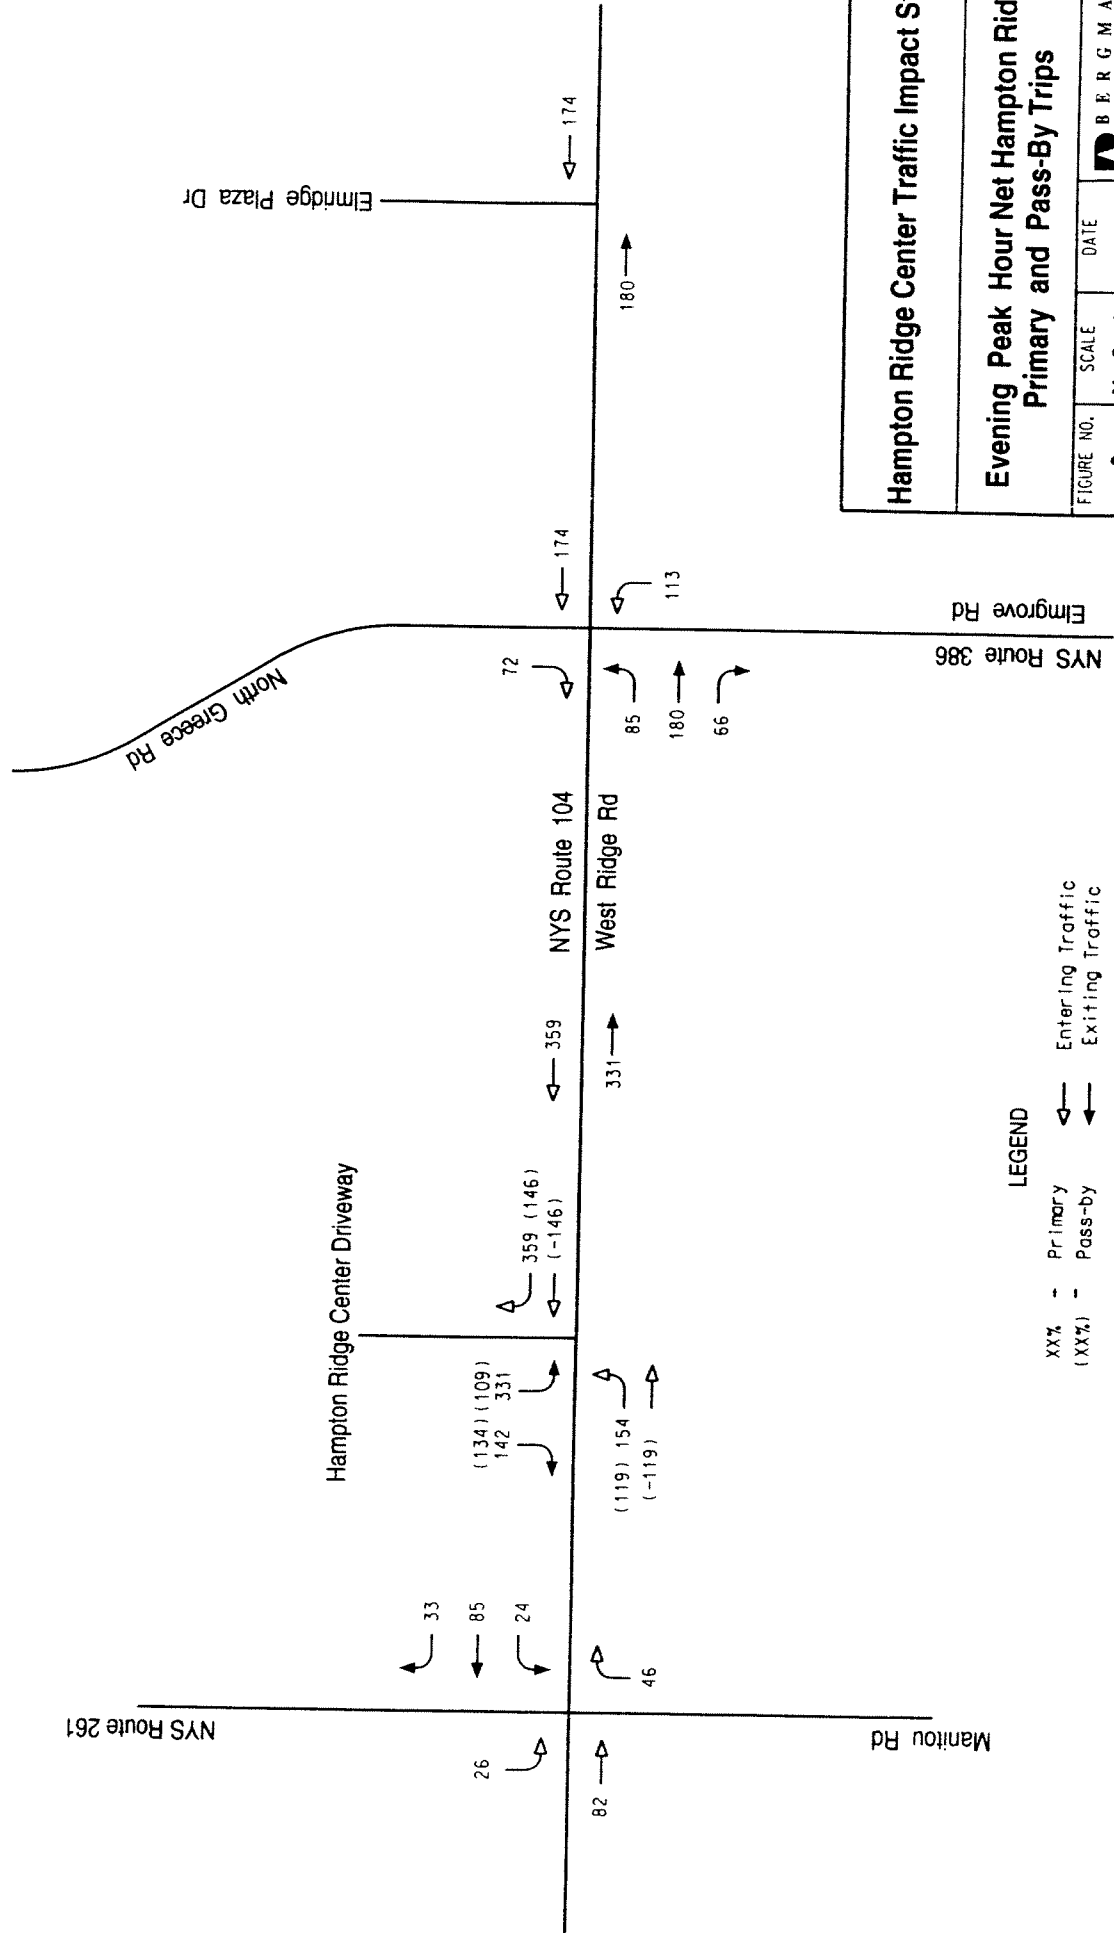 Elmridge Plaza Dr
174
180
North Greece Rd
72
174
113
85
180
66
Elmgrove Rd
NYS Route 386
NYS Route 104
West Ridge Rd
359
331
Hampton Ridge Center Driveway
359 (146)
(-146)
(134) (109)
142 331
(119) 154
(-119)
33
85
24
46
NYS Route 261
Manitou Rd
26
82
LEGEND
XX% - Primary
(XX%) - Pass-by
Entering Traffic
Exiting Traffic
Hampton Ridge Center Traffic Impact
Evening Peak Hour Net Hampton
Primary and Pass-By Trips
FIGURE NO.
SCALE
DATE